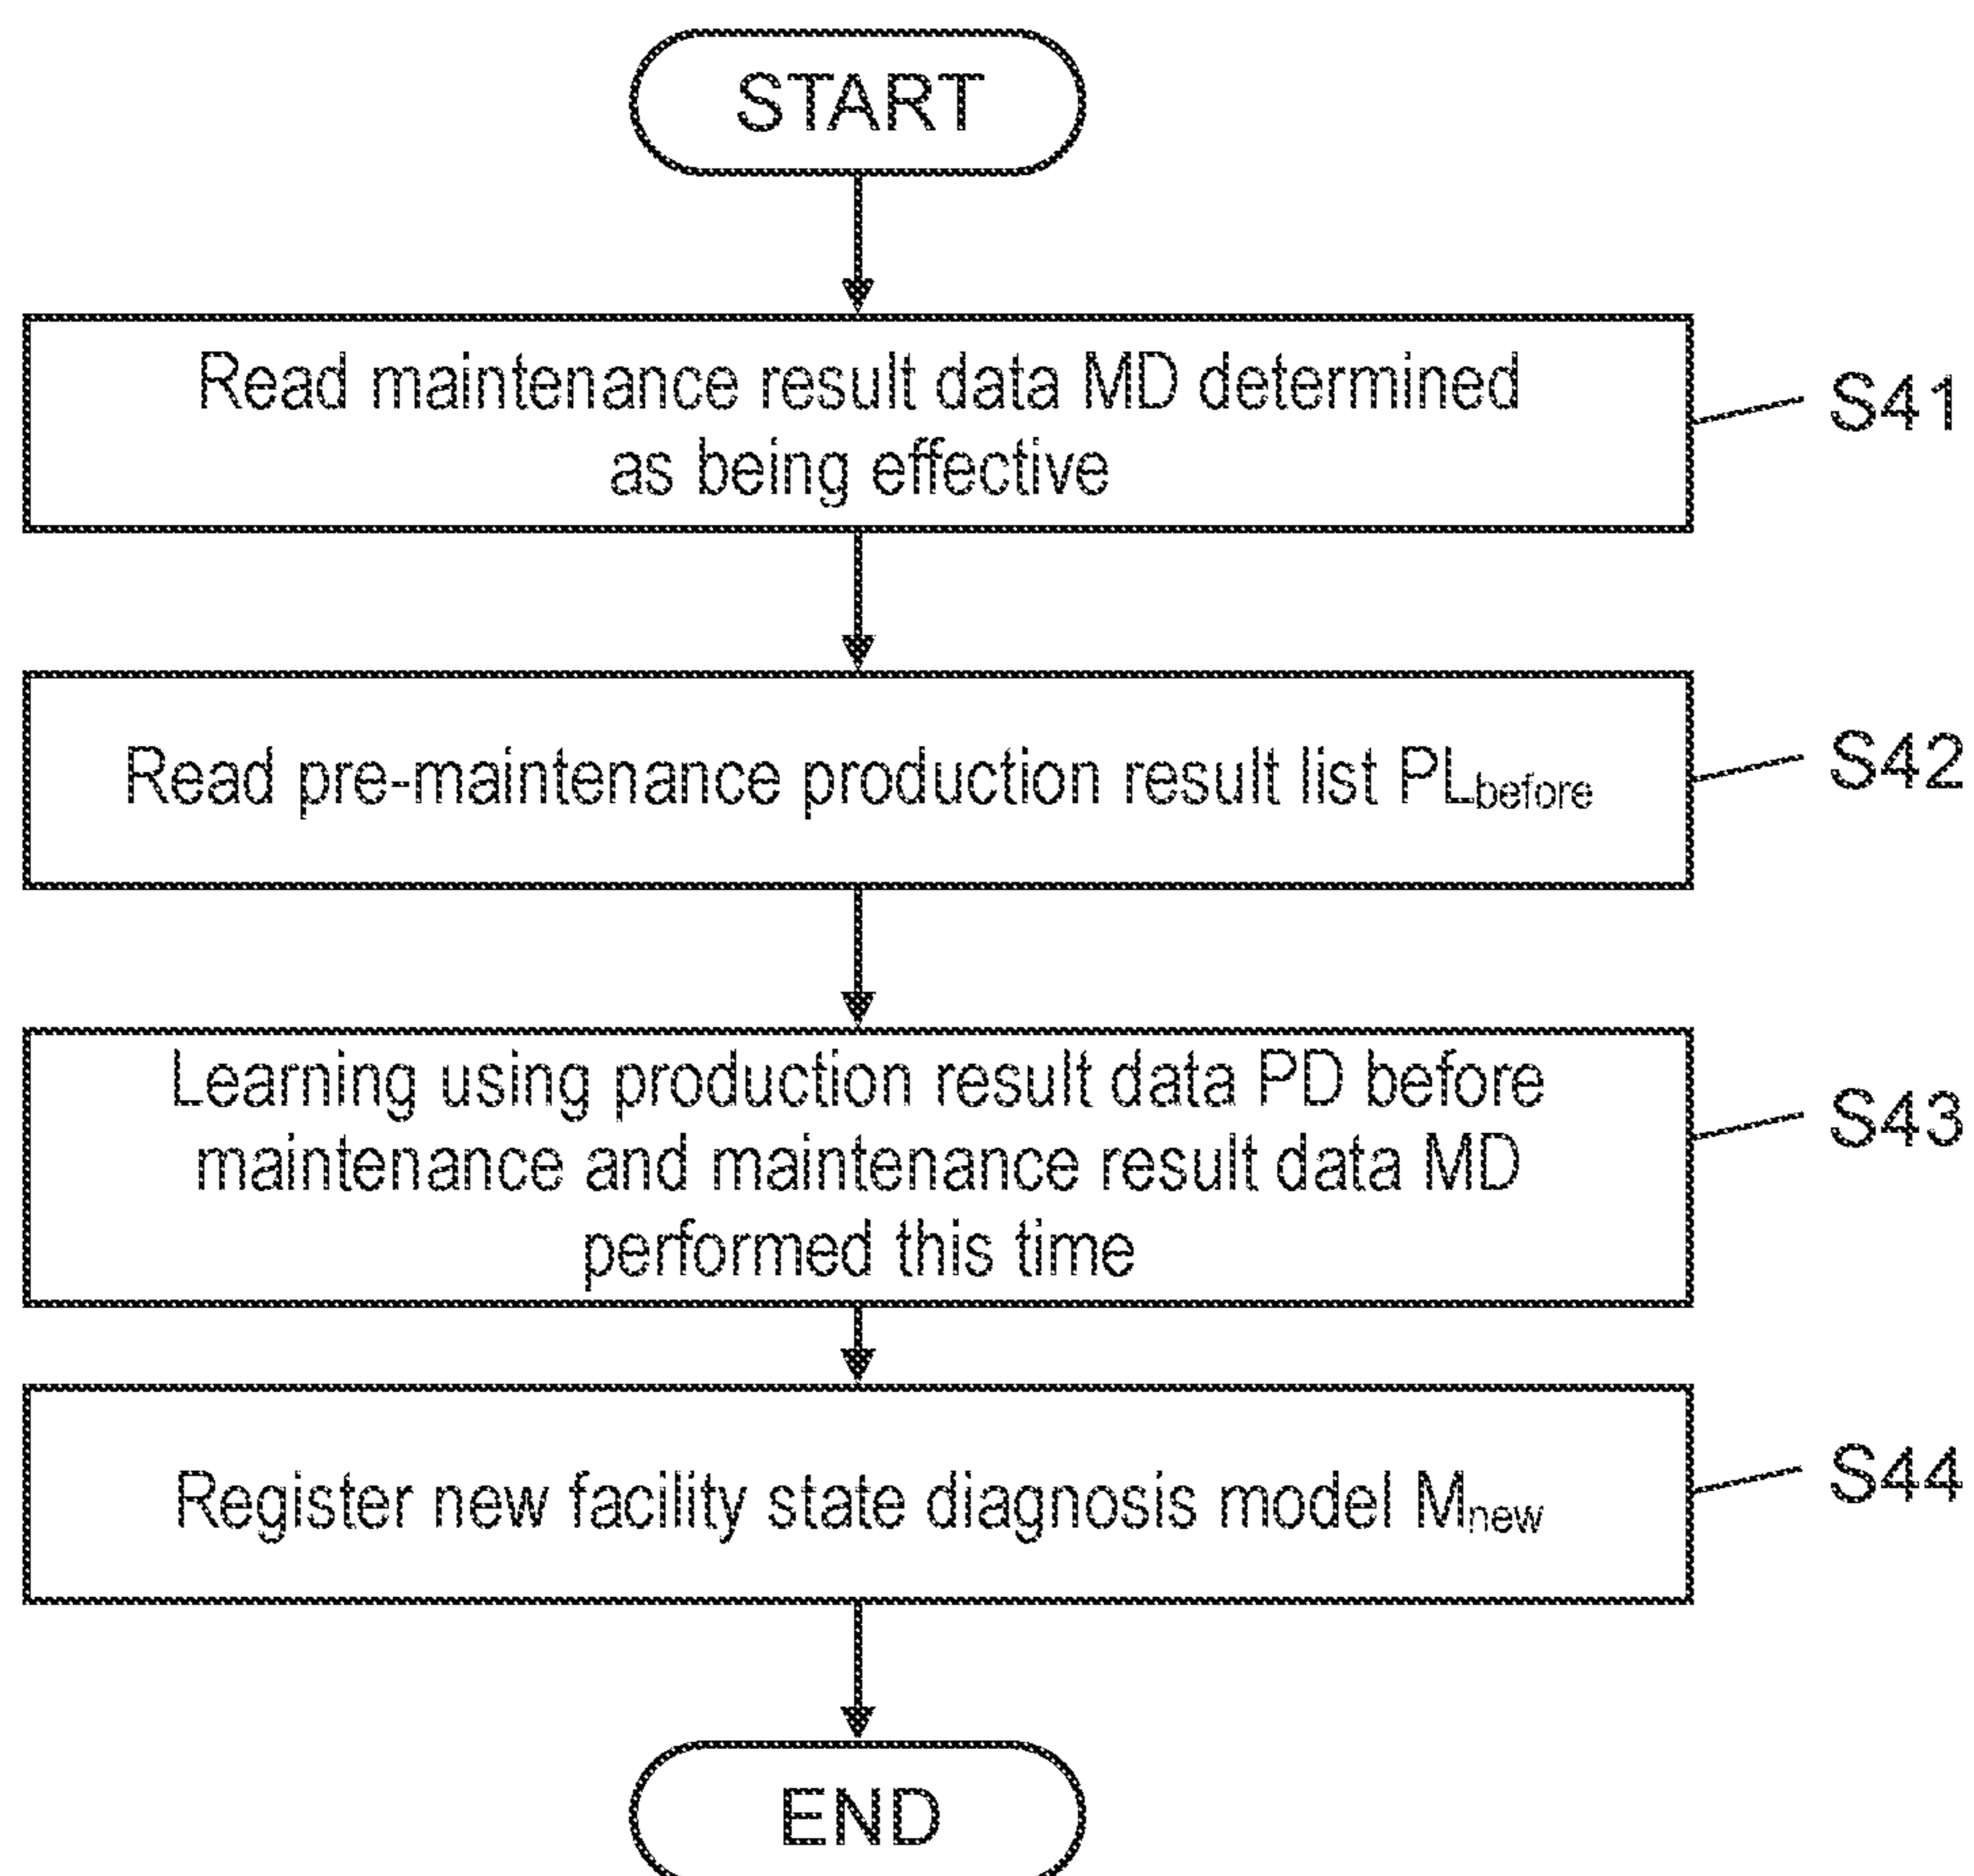 START
Read maintenance result data MD determined
as being effective
S41
Read pre-maintenance production result list PLbefore
S42
Learning using production result data PD before
maintenance and maintenance result data MD
performed this time
S43
Register new facility state diagnosis model Mnew
S44
END